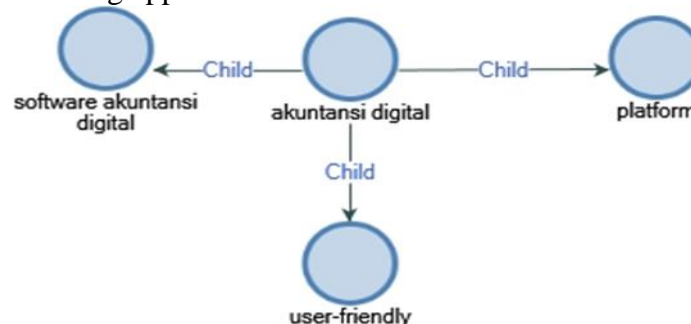 Child
Child
software akuntansi
digital
akuntansi digital
platform
Child
user-friendly